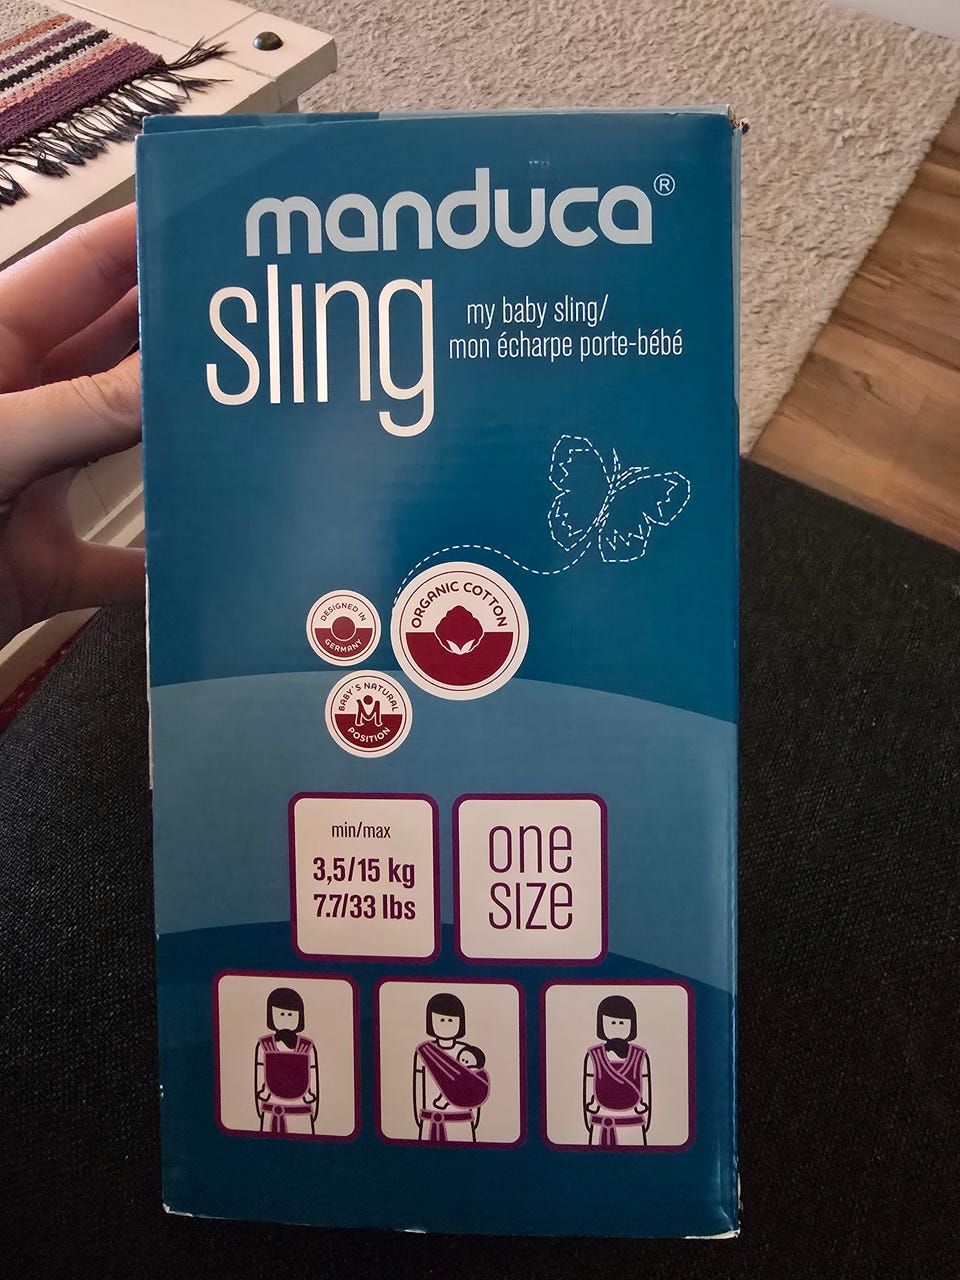 manduca®
sling
my baby sling/
mon écharpe porte-bébé
ORGANIC COTTON
DESIGNED IN
GERMANY
BABY'S NATURAL
POSITION
min/max
3,5/15 kg
7.7/33 lbs
one
size